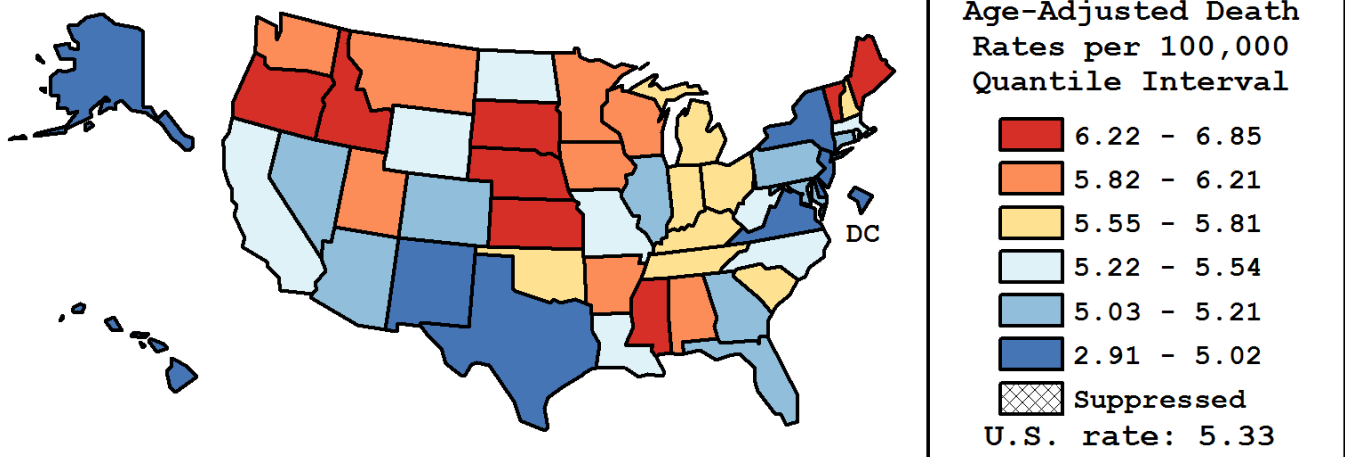 Age-Adjusted Death
Rates per 100,000
Quantile Interval
6.22 - 6.85
5.82 - 6.21
5.55 - 5.81
5.22 - 5.54
5.03 - 5.21
2.91 - 5.02
Suppressed
U.S. rate: 5.33
DC